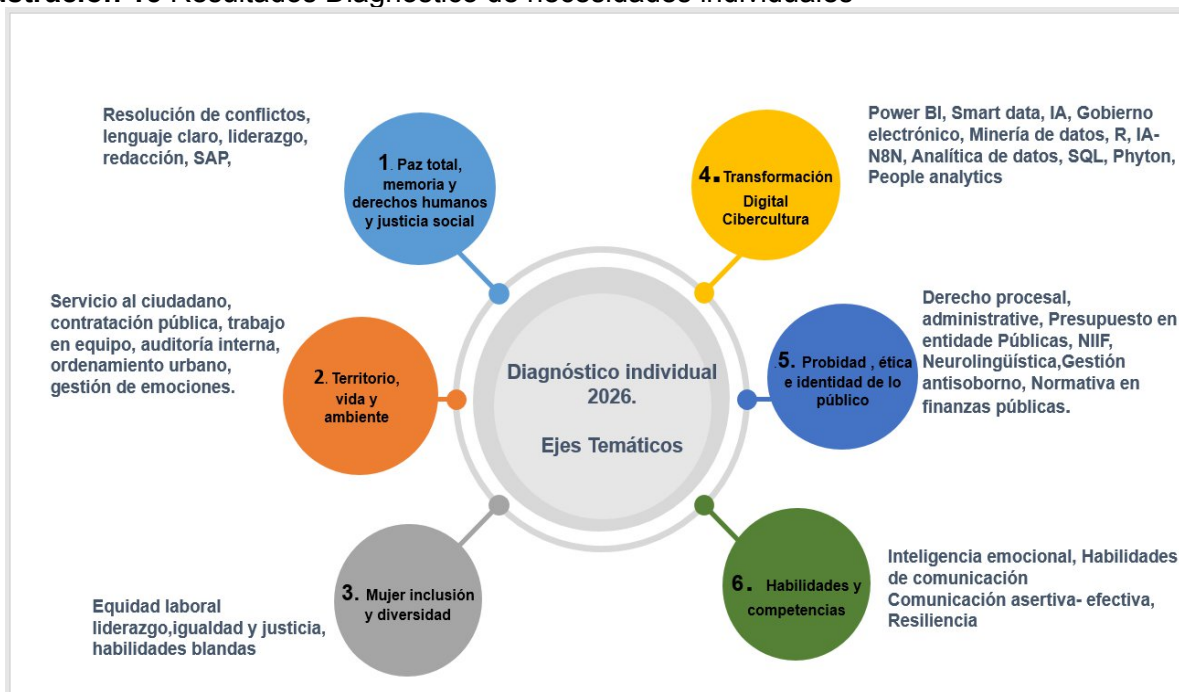 Resultados Diagnóstico de necesidades individuales
Resolución de conflictos,
lenguaje claro, liderazgo,
redacción, SAP,
1. Paz total,
memoria y
derechos humanos
y justicia social
Servicio al ciudadano,
contratación pública, trabajo
en equipo, auditoría interna,
ordenamiento urbano,
gestión de emociones.
2. Territorio,
vida y
ambiente
Equidad laboral
liderazgo,igualdad y justicia,
habilidades blandas
3. Mujer inclusión
y diversidad
Diagnóstico individual
2026.
Ejes Temáticos
4. Transformación
Digital
Cibercultura
Power BI, Smart data, IA, Gobierno
electrónico, Minería de datos, R, IA-
N8N, Analítica de datos, SQL, Phyton,
People analytics
.5. Probidad , ética
e identidad de lo
público
Derecho procesal,
administrative, Presupuesto en
entidade Públicas, NIIF,
Neurolingüística,Gestión
antisoborno, Normativa en
finanzas públicas.
6. Habilidades y
competencias
Inteligencia emocional, Habilidades
de comunicación
Comunicación asertiva- efectiva,
Resiliencia